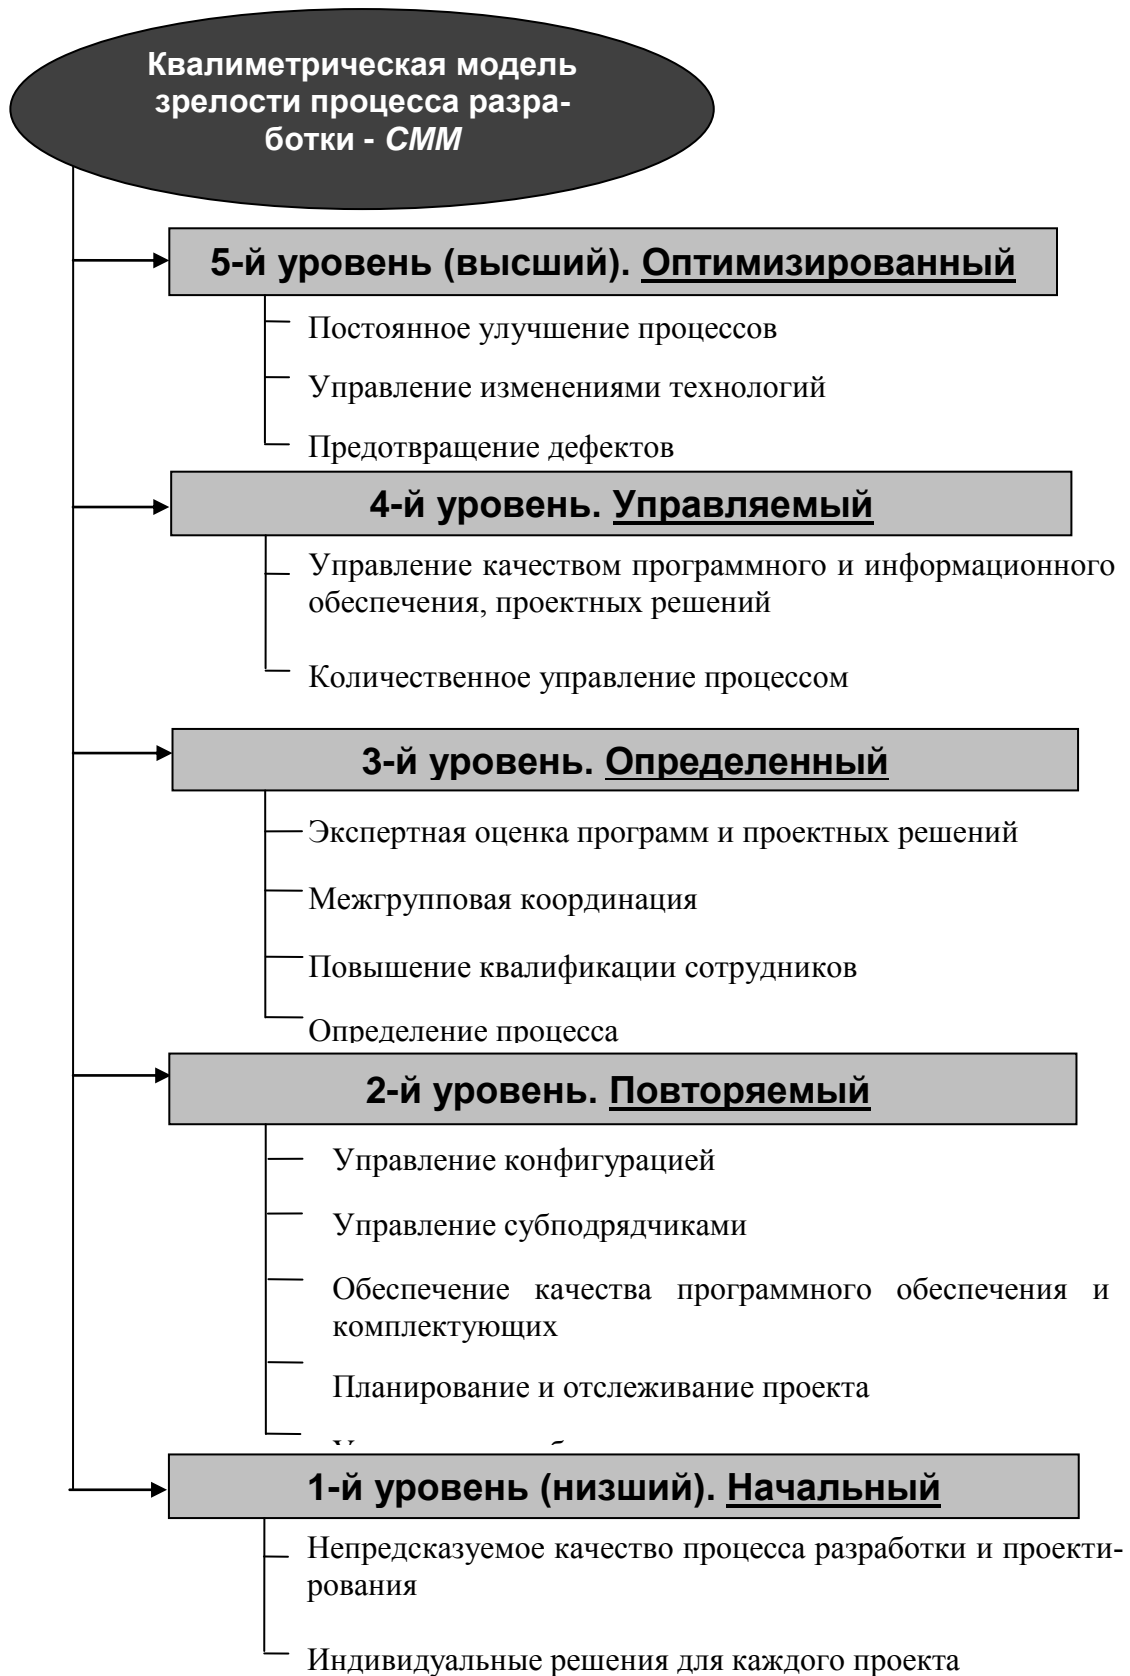 Квалиметрическая модель
зрелости процесса разра-
ботки - СММ
5-й уровень (высший). Оптимизированный
Постоянное улучшение процессов
Управление изменениями технологий
Предотвращение дефектов
4-й уровень. Управляемый
Управление качеством программного и информационного
обеспечения, проектных решений
Количественное управление процессом
3-й уровень. Определенный
Экспертная оценка программ и проектных решений
Межгрупповая координация
Повышение квалификации сотрудников
Определение процесса
2-й уровень. Повторяемый
Управление конфигурацией
Управление субподрядчиками
Обеспечение качества программного обеспечения и
комплектующих
Планирование и отслеживание проекта
1-й уровень (низший). Начальный
Непредсказуемое качество процесса разработки и проекти-
рования
Индивидуальные решения для каждого проекта